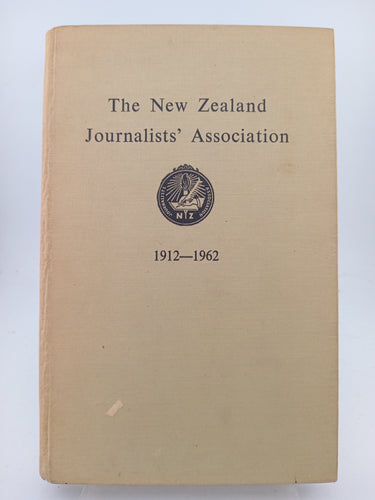 The New Zealand
Journalists' Association
NZ
1912—1962